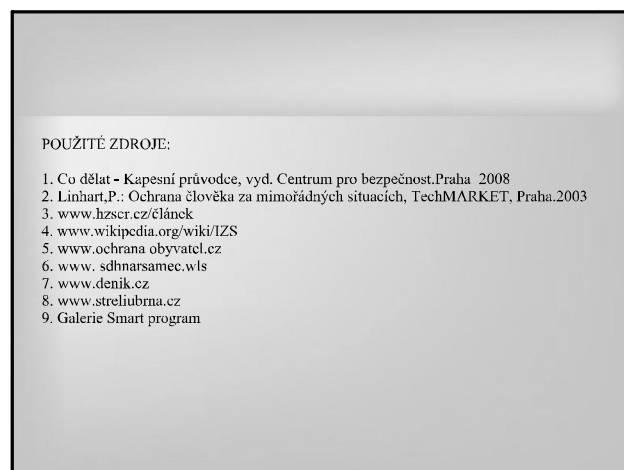 POUŽITÉ ZDROJE:
1. Co dělat - Kapesní průvodce, vyd. Centrum pro bezpečnost.Praha 2008
2. Linhart,P.: Ochrana člověka za mimořádných situacích, TechMARKET, Praha.2003
3. www.hzscr.cz/článek
4. www.wikipedia.org/wiki/IZS
5. www.ochrana obyvatel.cz
6. www. sdhnarsamec.wls
7. www.denik.cz
8. www.streliubrna.cz
9. Galerie Smart program